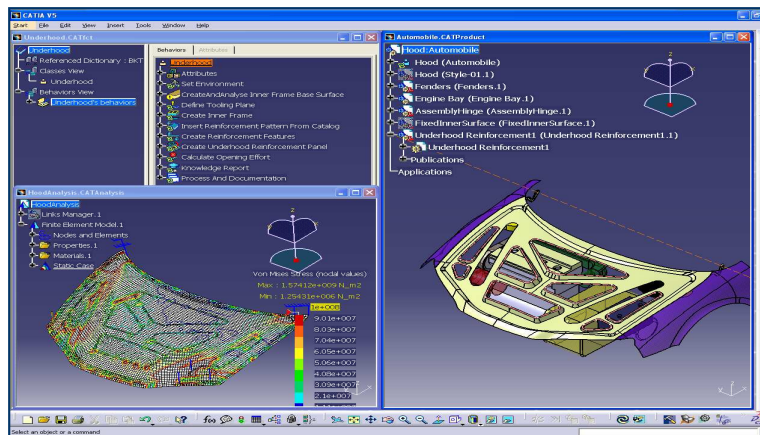 CATIA V5
Start File Edit View Insert Tools Window Help
Underhood.CATfct
Underhood
Referenced Dictionary : BKT
Classes View
Underhood
Behaviors View
Underhood's behaviors
Behaviors Attributes
Underhood
Attributes
Set Environment
CreateAndAnalyse Inner Frame Base Surface
Define Tooling Plane
Create Inner Frame
Insert Reinforcement Pattern From Catalog
Create Reinforcement Features
Create Underhood Reinforcement Panel
Calculate Opening Effort
Knowledge Report
Process And Documentation
Automobile.CATProduct
Hood:Automobile
Hood (Automobile)
Hood (Style-01.1)
Fenders (Fenders.1)
Engine Bay (Engine Bay.1)
AssemblyHinge (AssemblyHinge.1)
FixedInnerSurface (FixedInnerSurface.1)
Underhood Reinforcement1 (Underhood Reinforcement1.1)
Underhood Reinforcement1
Publications
Applications
z
HoodAnalysis.CATAnalysis
HoodAnalysis
Links Manager.1
Finite Element Model.1
Nodes and Elements
Properties.1
Materials.1
Static Case
z
Von Mises Stress (nodal values)
Max : 1.57412e+009 N_m2
Min : 1.25431e+006 N_m2
1e+008
9.01e+007
8.03e+007
7.04e+007
6.05e+007
5.06e+007
4.08e+007
3.09e+007
2.1e+007
Select an object or a command